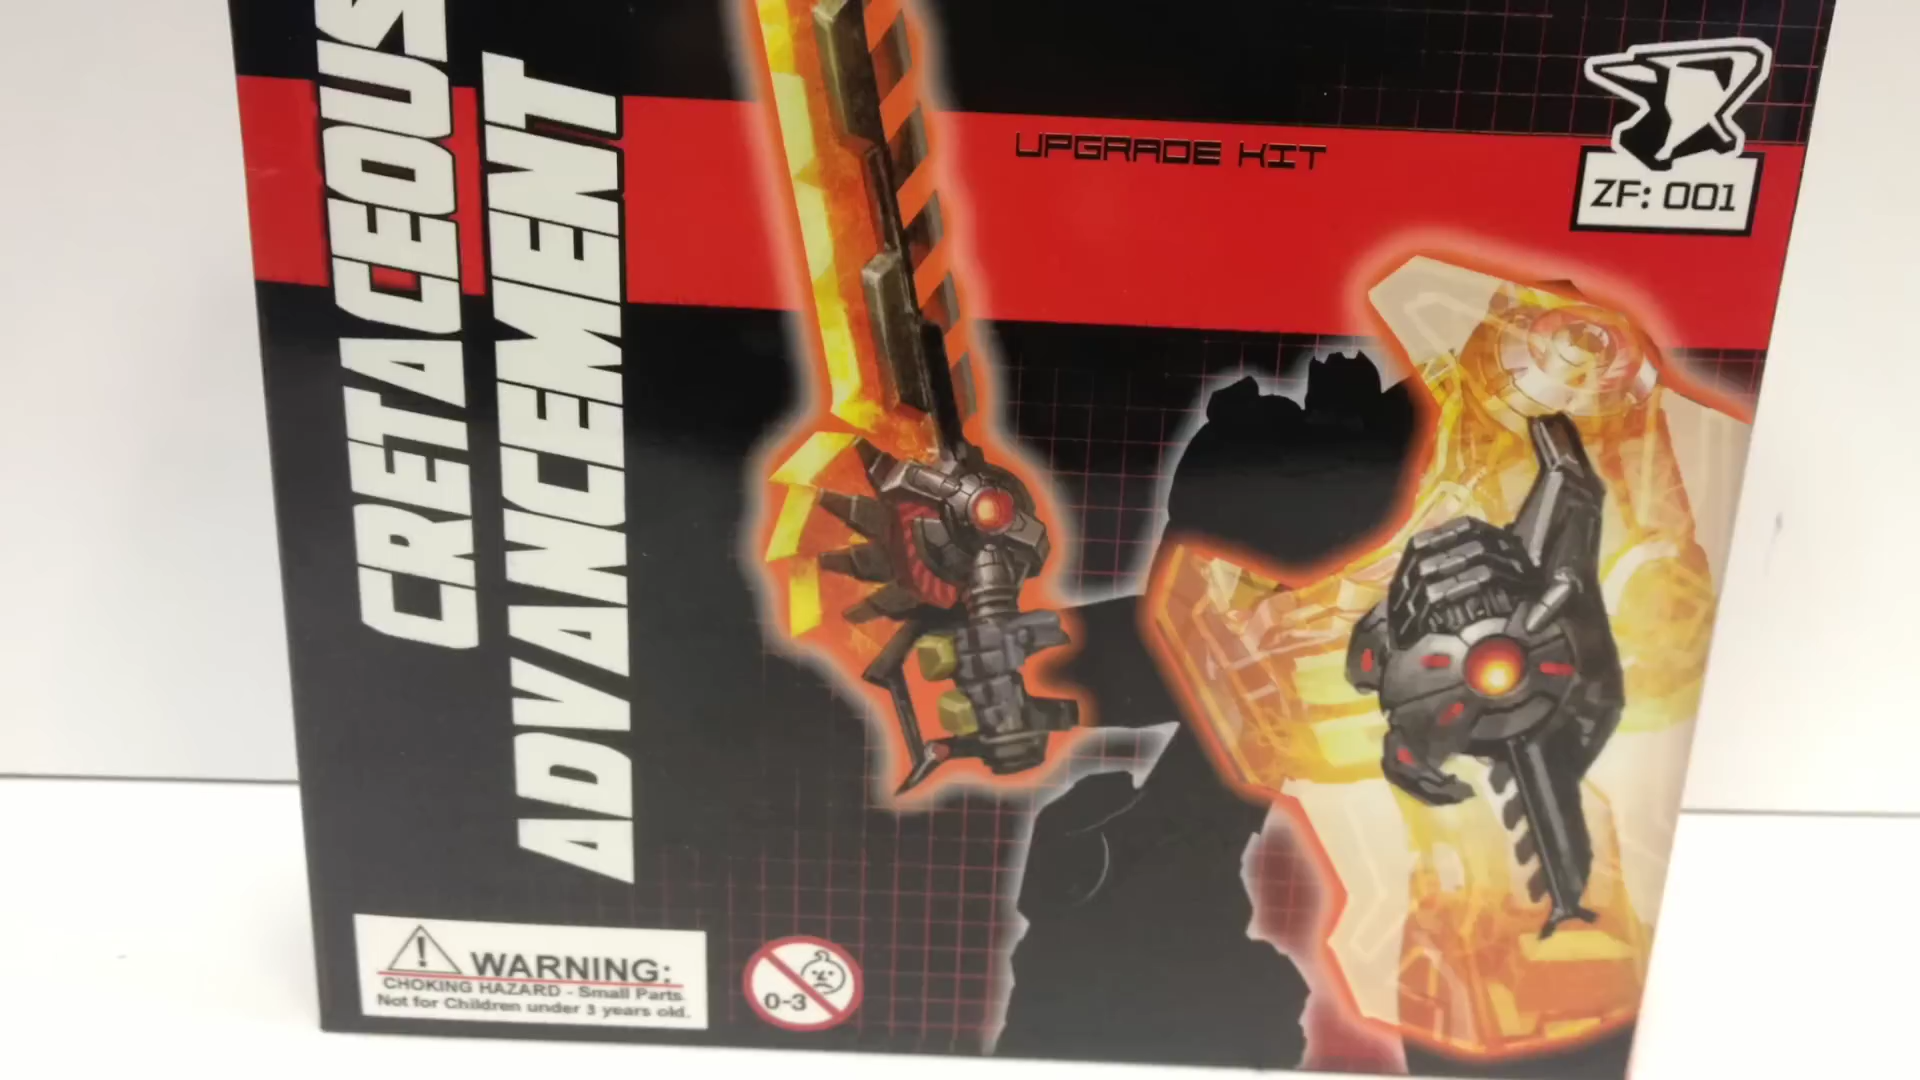 CRETACEOUS
ADVANCEMENT
UPGRADE KIT
ZF: 001
WARNING:
CHOKING HAZARD - Small Parts.
Not for Children under 3 years old.
0-3